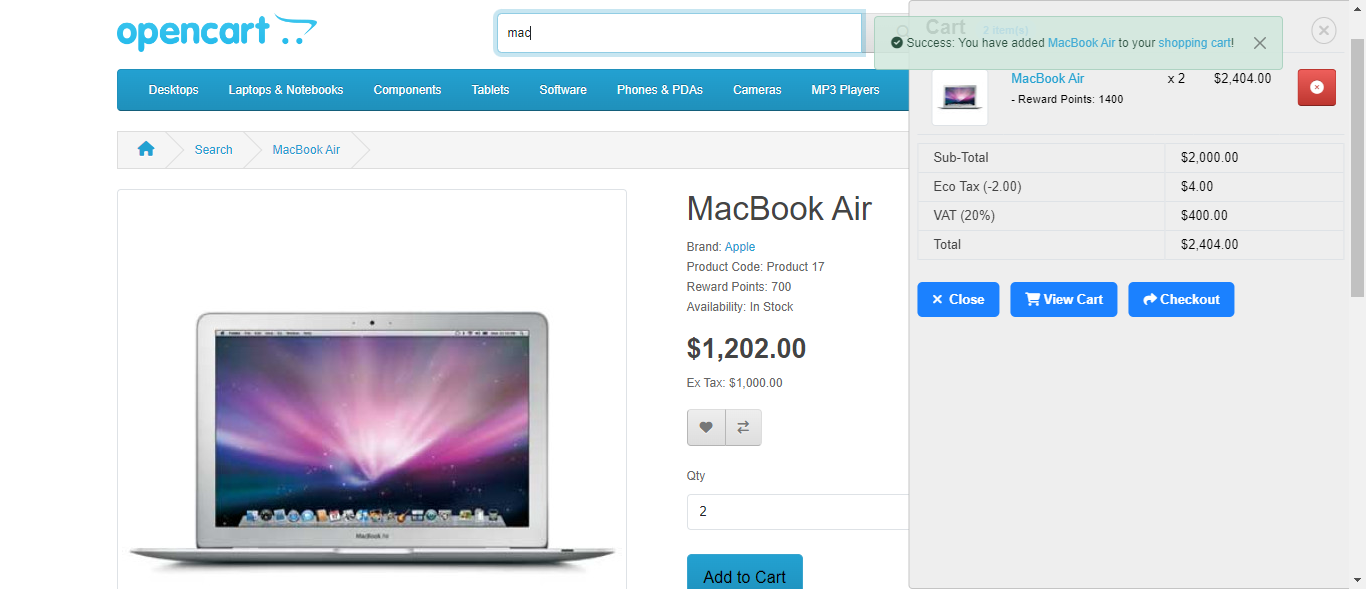 opencart
mac
Cart 2 item(s)
Success: You have added MacBook Air to your shopping cart!
Desktops Laptops & Notebooks Components Tablets Software Phones & PDAs Cameras MP3 Players
MacBook Air x 2 $2,404.00
- Reward Points: 1400
Search MacBook Air
Sub-Total $2,000.00
Eco Tax (-2.00) $4.00
VAT (20%) $400.00
Total $2,404.00
Close View Cart Checkout
MacBook Air
Brand: Apple
Product Code: Product 17
Reward Points: 700
Availability: In Stock
$1,202.00
Ex Tax: $1,000.00
Qty
2
Add to Cart
MacBook Air